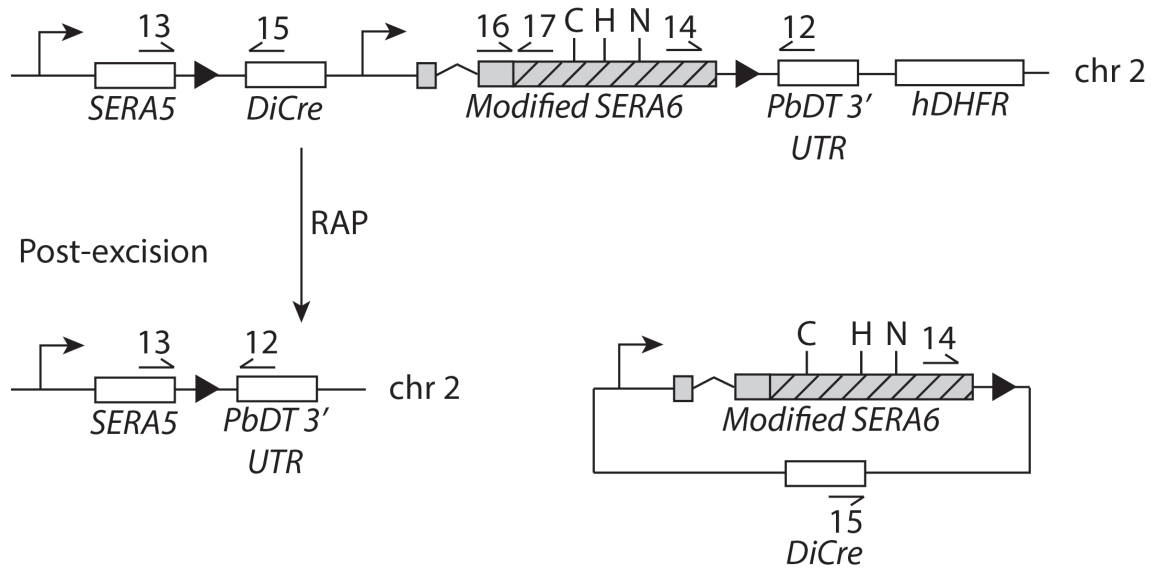 13 15 16 17 C H N 14 12
chr 2
SERA5 DiCre Modified SERA6 PbDT 3′ hDHFR
UTR
RAP
Post-excision
13 12 C H N 14
chr 2
SERA5 PbDT 3′ Modified SERA6
UTR
15
DiCre